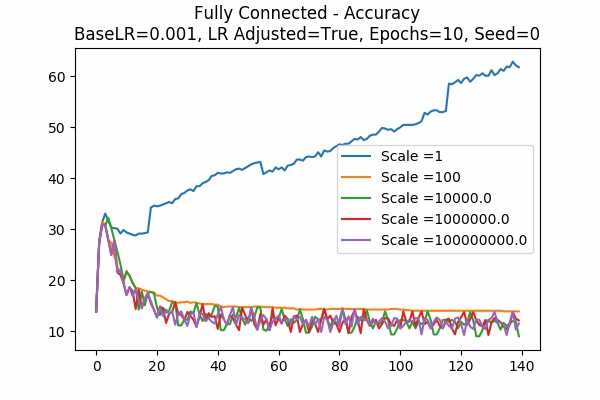 Fully Connected - Accuracy
BaseLR=0.001, LR Adjusted=True, Epochs=10, Seed=0
60
50
40
30
20
10
Scale =1
Scale =100
Scale =10000.0
Scale =1000000.0
Scale =100000000.0
0 20 40 60 80 100 120 140